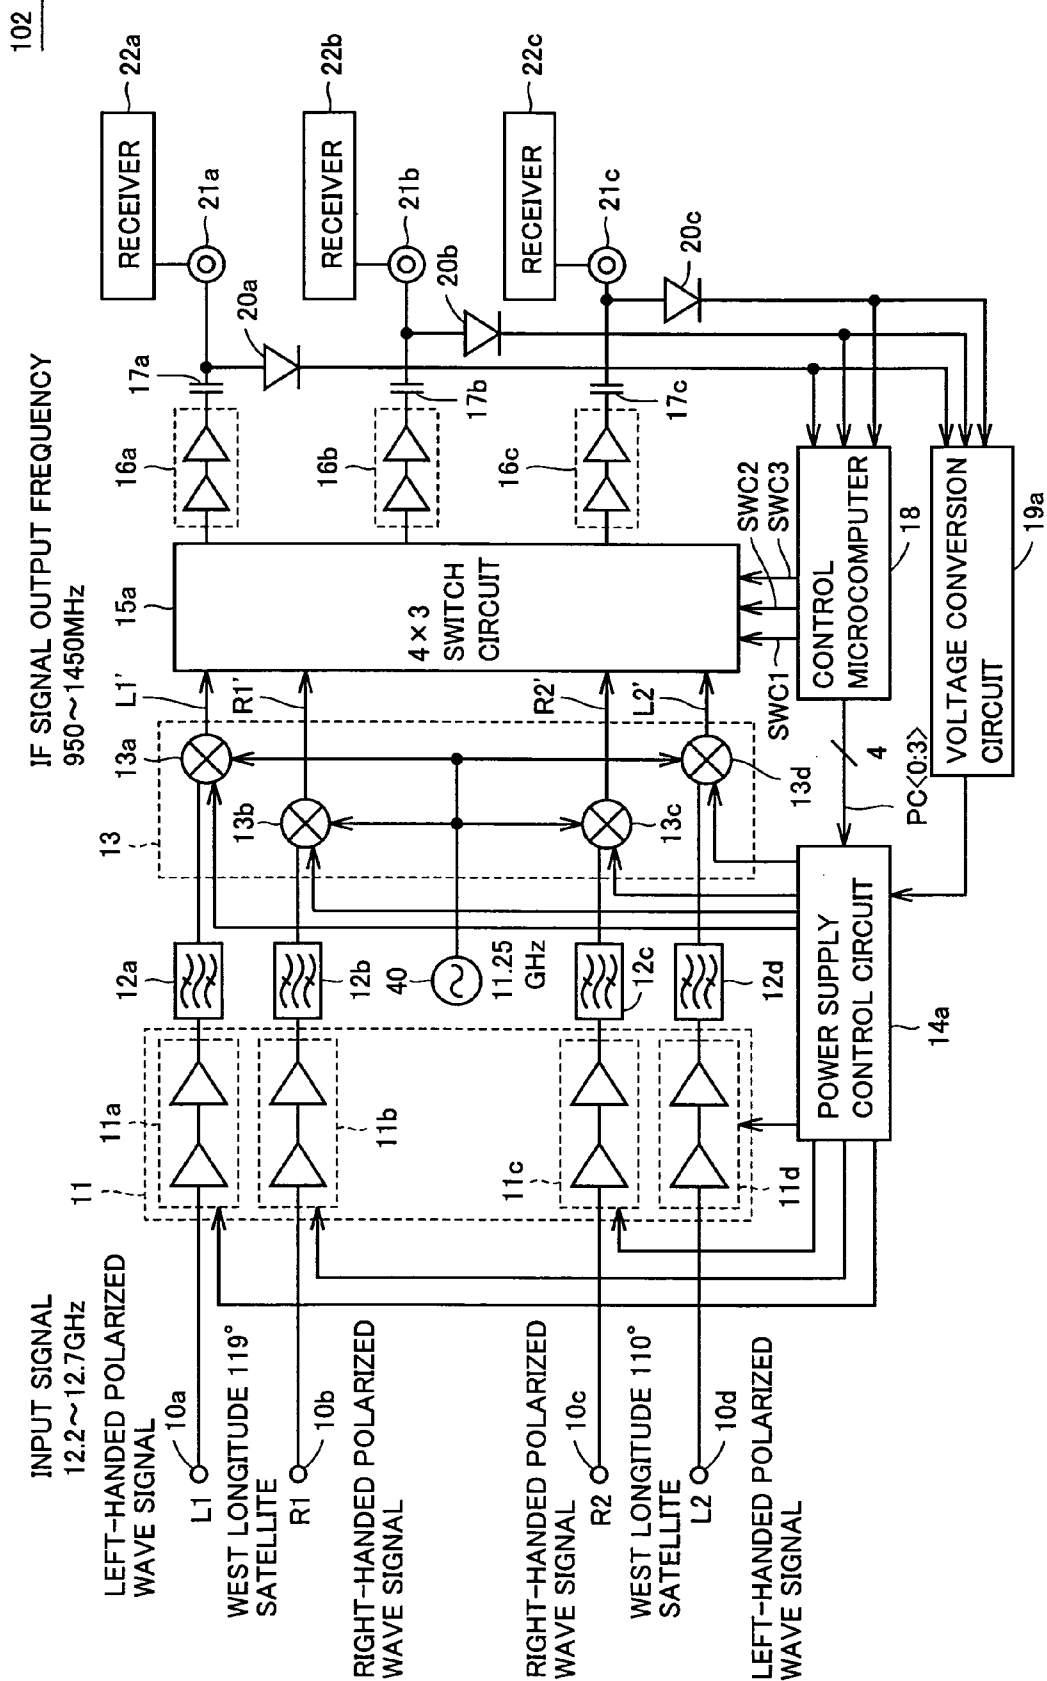 102
INPUT SIGNAL
12.2~12.7GHz
IF SIGNAL OUTPUT FREQUENCY
950~1450MHz
LEFT-HANDED POLARIZED
WAVE SIGNAL
L1
10a
WEST LONGITUDE 119°
SATELLITE
R1
10b
RIGHT-HANDED POLARIZED
WAVE SIGNAL
RIGHT-HANDED POLARIZED
WAVE SIGNAL
R2
10c
WEST LONGITUDE 110°
SATELLITE
L2
10d
LEFT-HANDED POLARIZED
WAVE SIGNAL
11
11a
11b
11c
11d
12a
12b
12c
12d
40
11.25
GHz
13
13a
13b
13c
13d
L1'
R1'
R2'
L2'
15a
4×3
SWITCH
CIRCUIT
16a
16b
16c
17a
17b
17c
20a
20b
20c
21a
21b
21c
RECEIVER
22a
RECEIVER
22b
RECEIVER
22c
SWC1
SWC2
SWC3
POWER SUPPLY
CONTROL CIRCUIT
14a
4
PC<0:3>
CONTROL
MICROCOMPUTER
18
VOLTAGE CONVERSION
CIRCUIT
19a